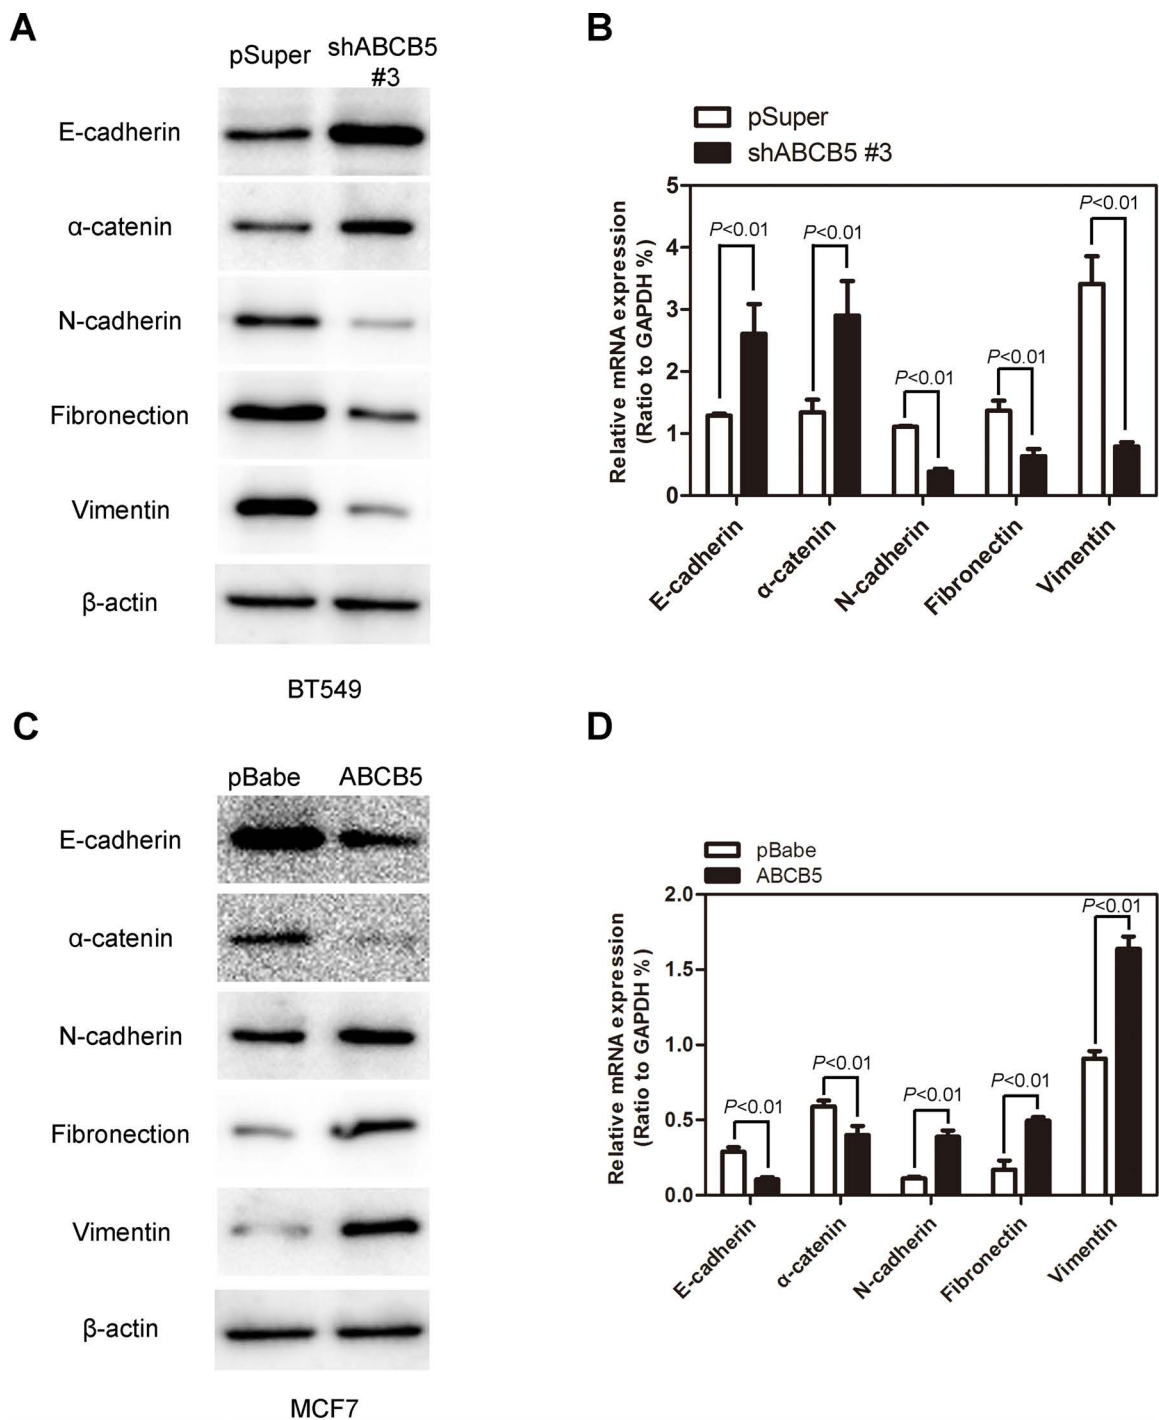 A
pSuper shABCB5
#3
E-cadherin
α-catenin
N-cadherin
Fibronection
Vimentin
β-actin
BT549
B
pSuper
shABCB5 #3
Relative mRNA expression
(Ratio to GAPDH %)
5
4
3
2
1
0
P<0.01
P<0.01
P<0.01
P<0.01
P<0.01
E-cadherin
α-catenin
N-cadherin
Fibronectin
Vimentin
C
pBabe ABCB5
E-cadherin
α-catenin
N-cadherin
Fibronection
Vimentin
β-actin
MCF7
D
pBabe
ABCB5
Relative mRNA expression
(Ratio to GAPDH %)
2.0
1.5
1.0
0.5
0.0
P<0.01
P<0.01
P<0.01
P<0.01
P<0.01
E-cadherin
α-catenin
N-cadherin
Fibronectin
Vimentin